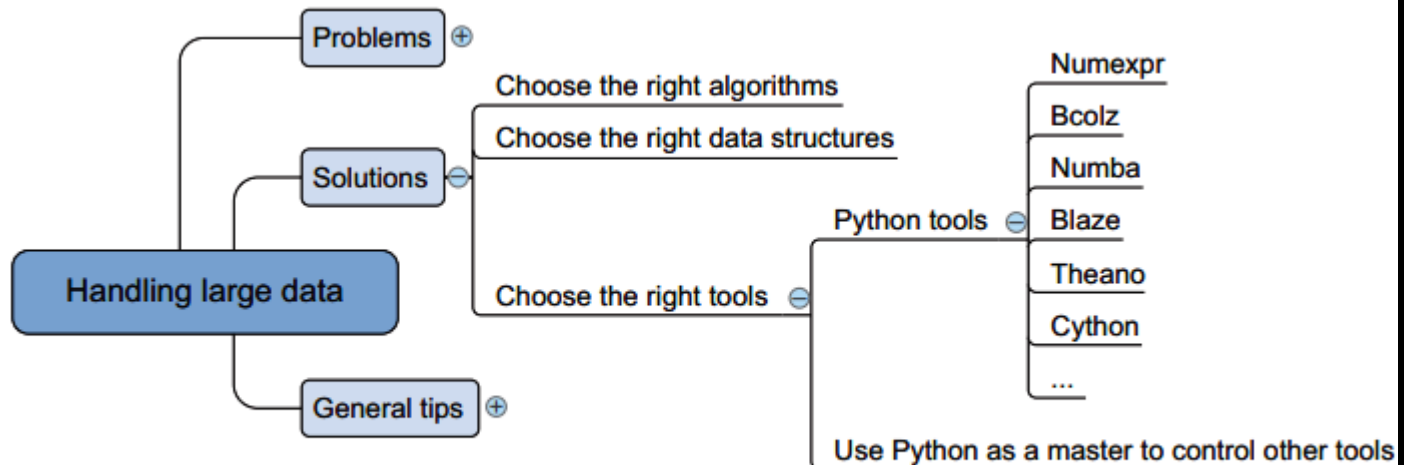 Problems
Numexpr
Choose the right algorithms
Bcolz
Choose the right data structures
Numba
Solutions
Python tools
Blaze
Handling large data
Theano
Choose the right tools
Cython
...
General tips
Use Python as a master to control other tools